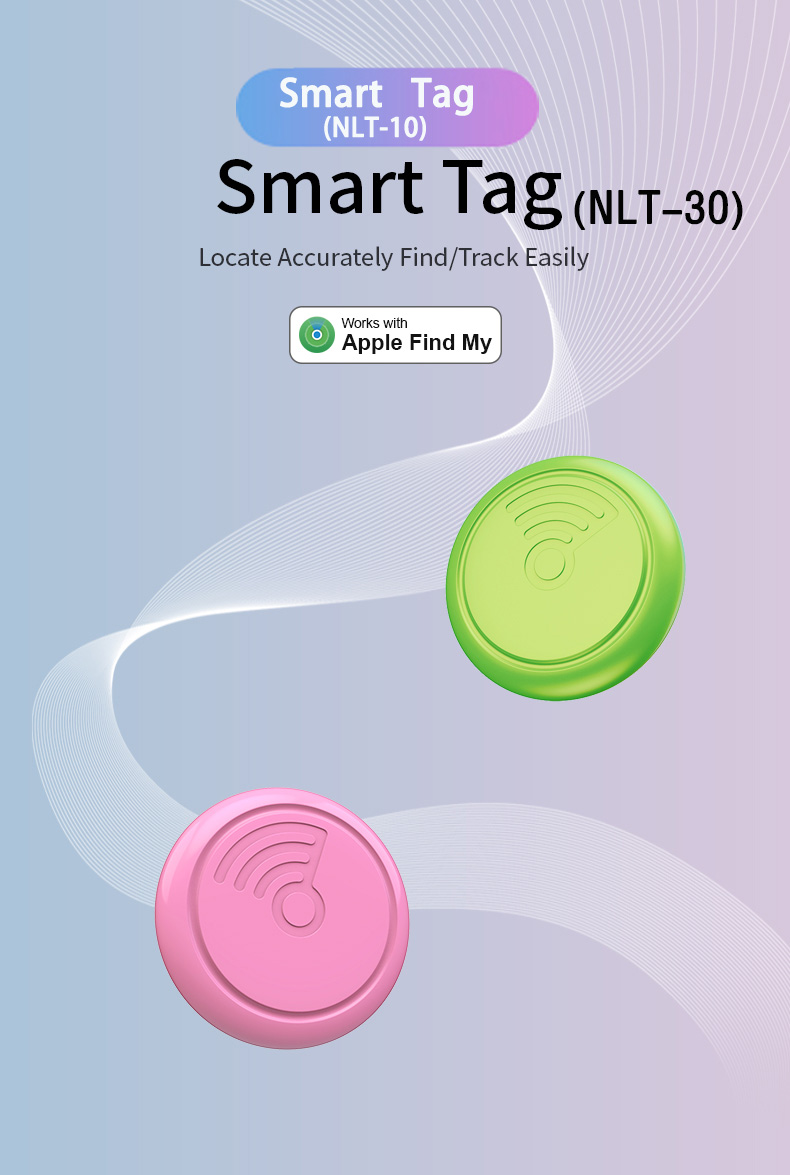 Smart Tag
(NLT-10)
Smart Tag (NLT-30)
Locate Accurately Find/Track Easily
Works with
Apple Find My